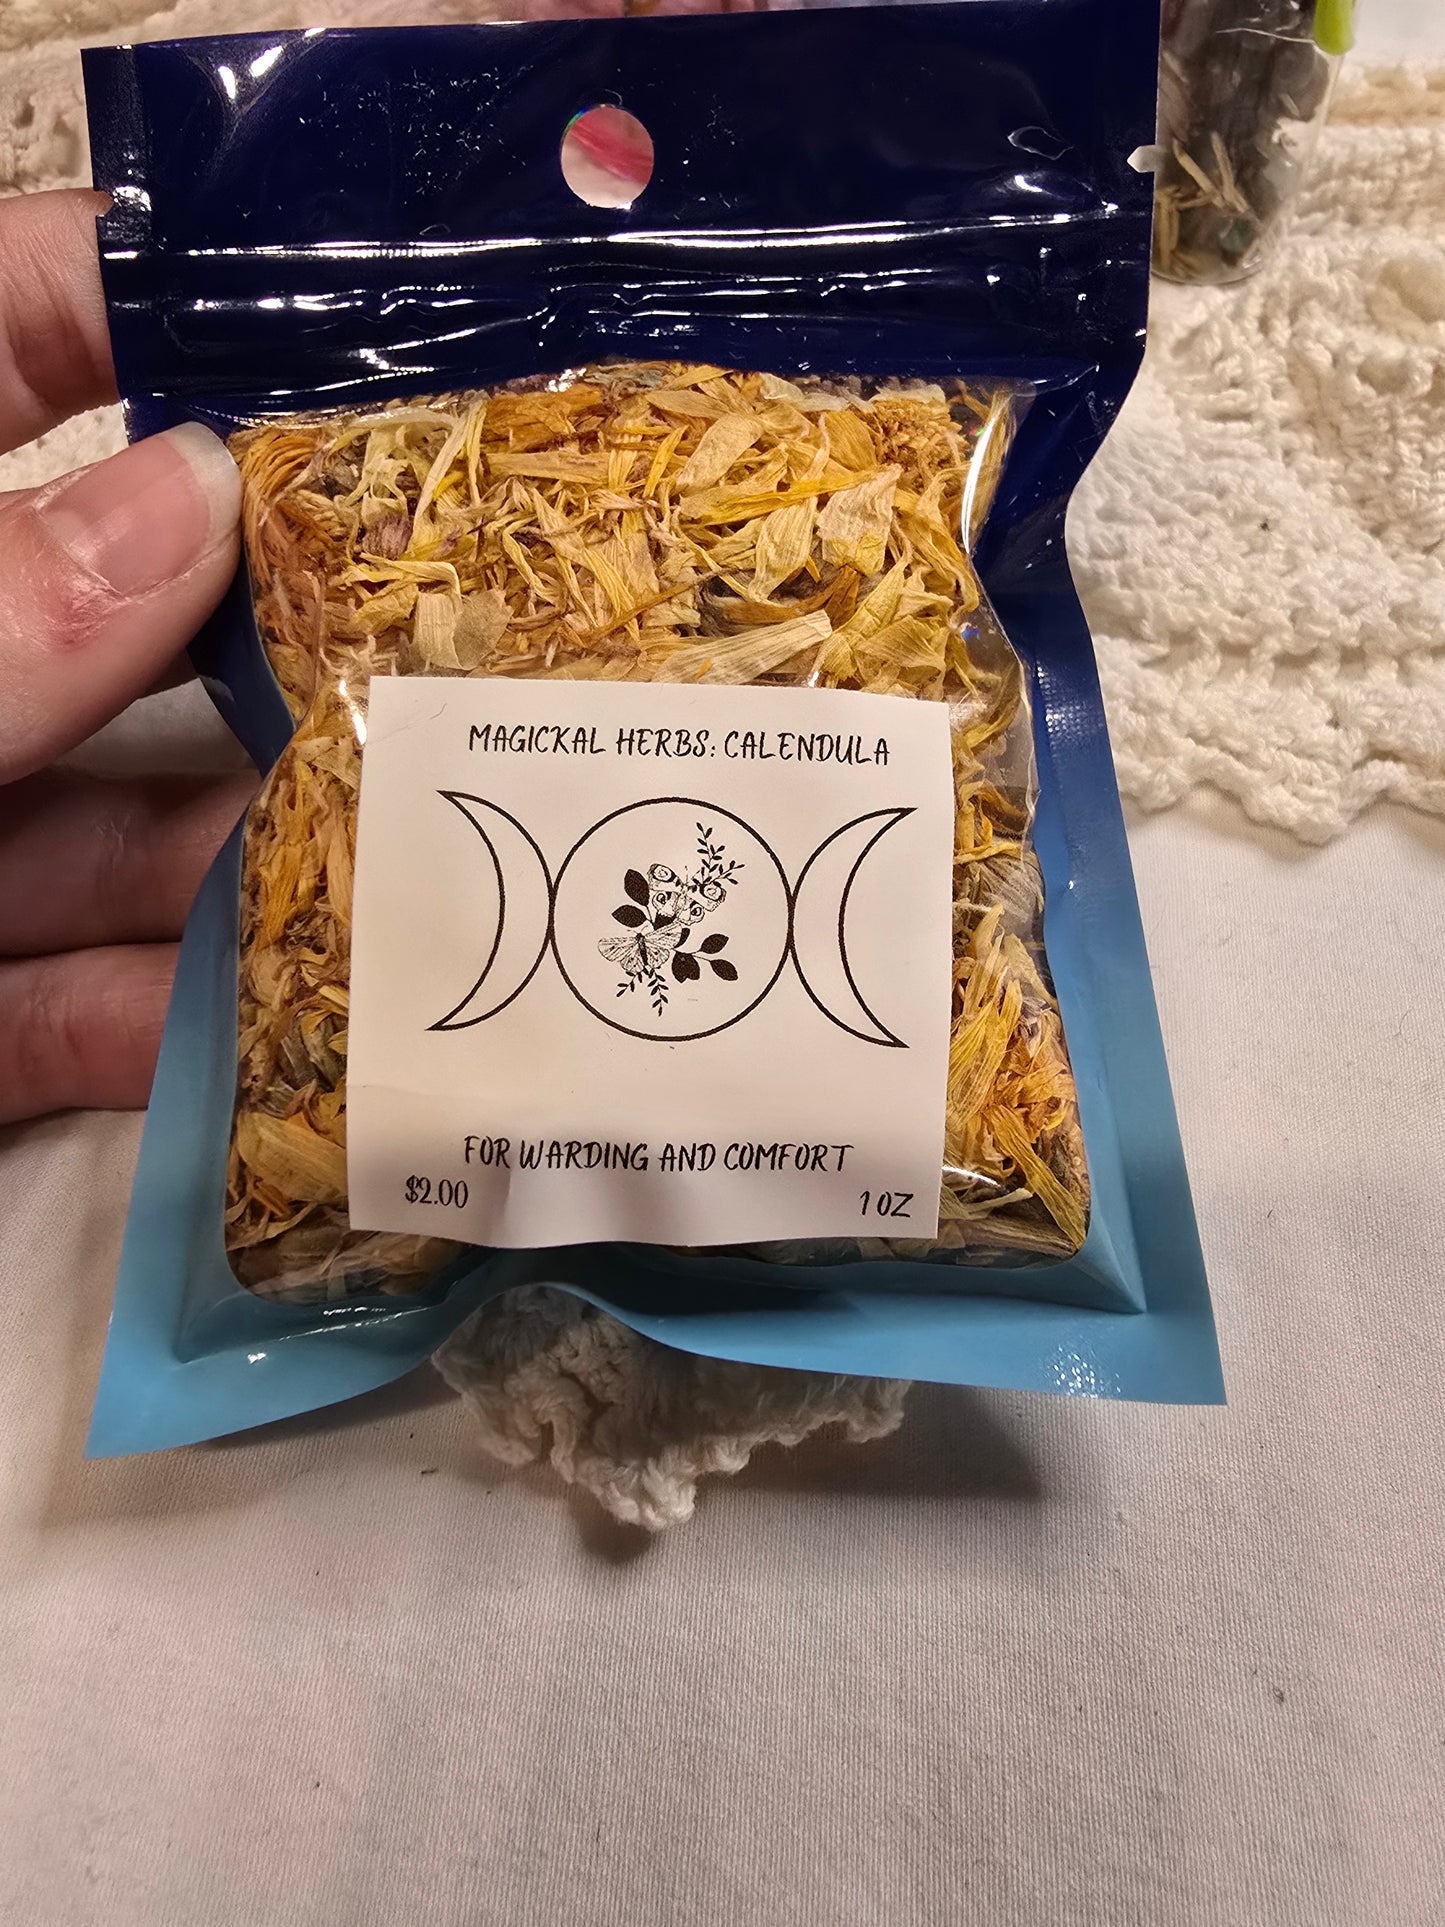 MAGICKAL HERBS: CALENDULA
FOR WARDING AND COMFORT
$2.00
1 OZ